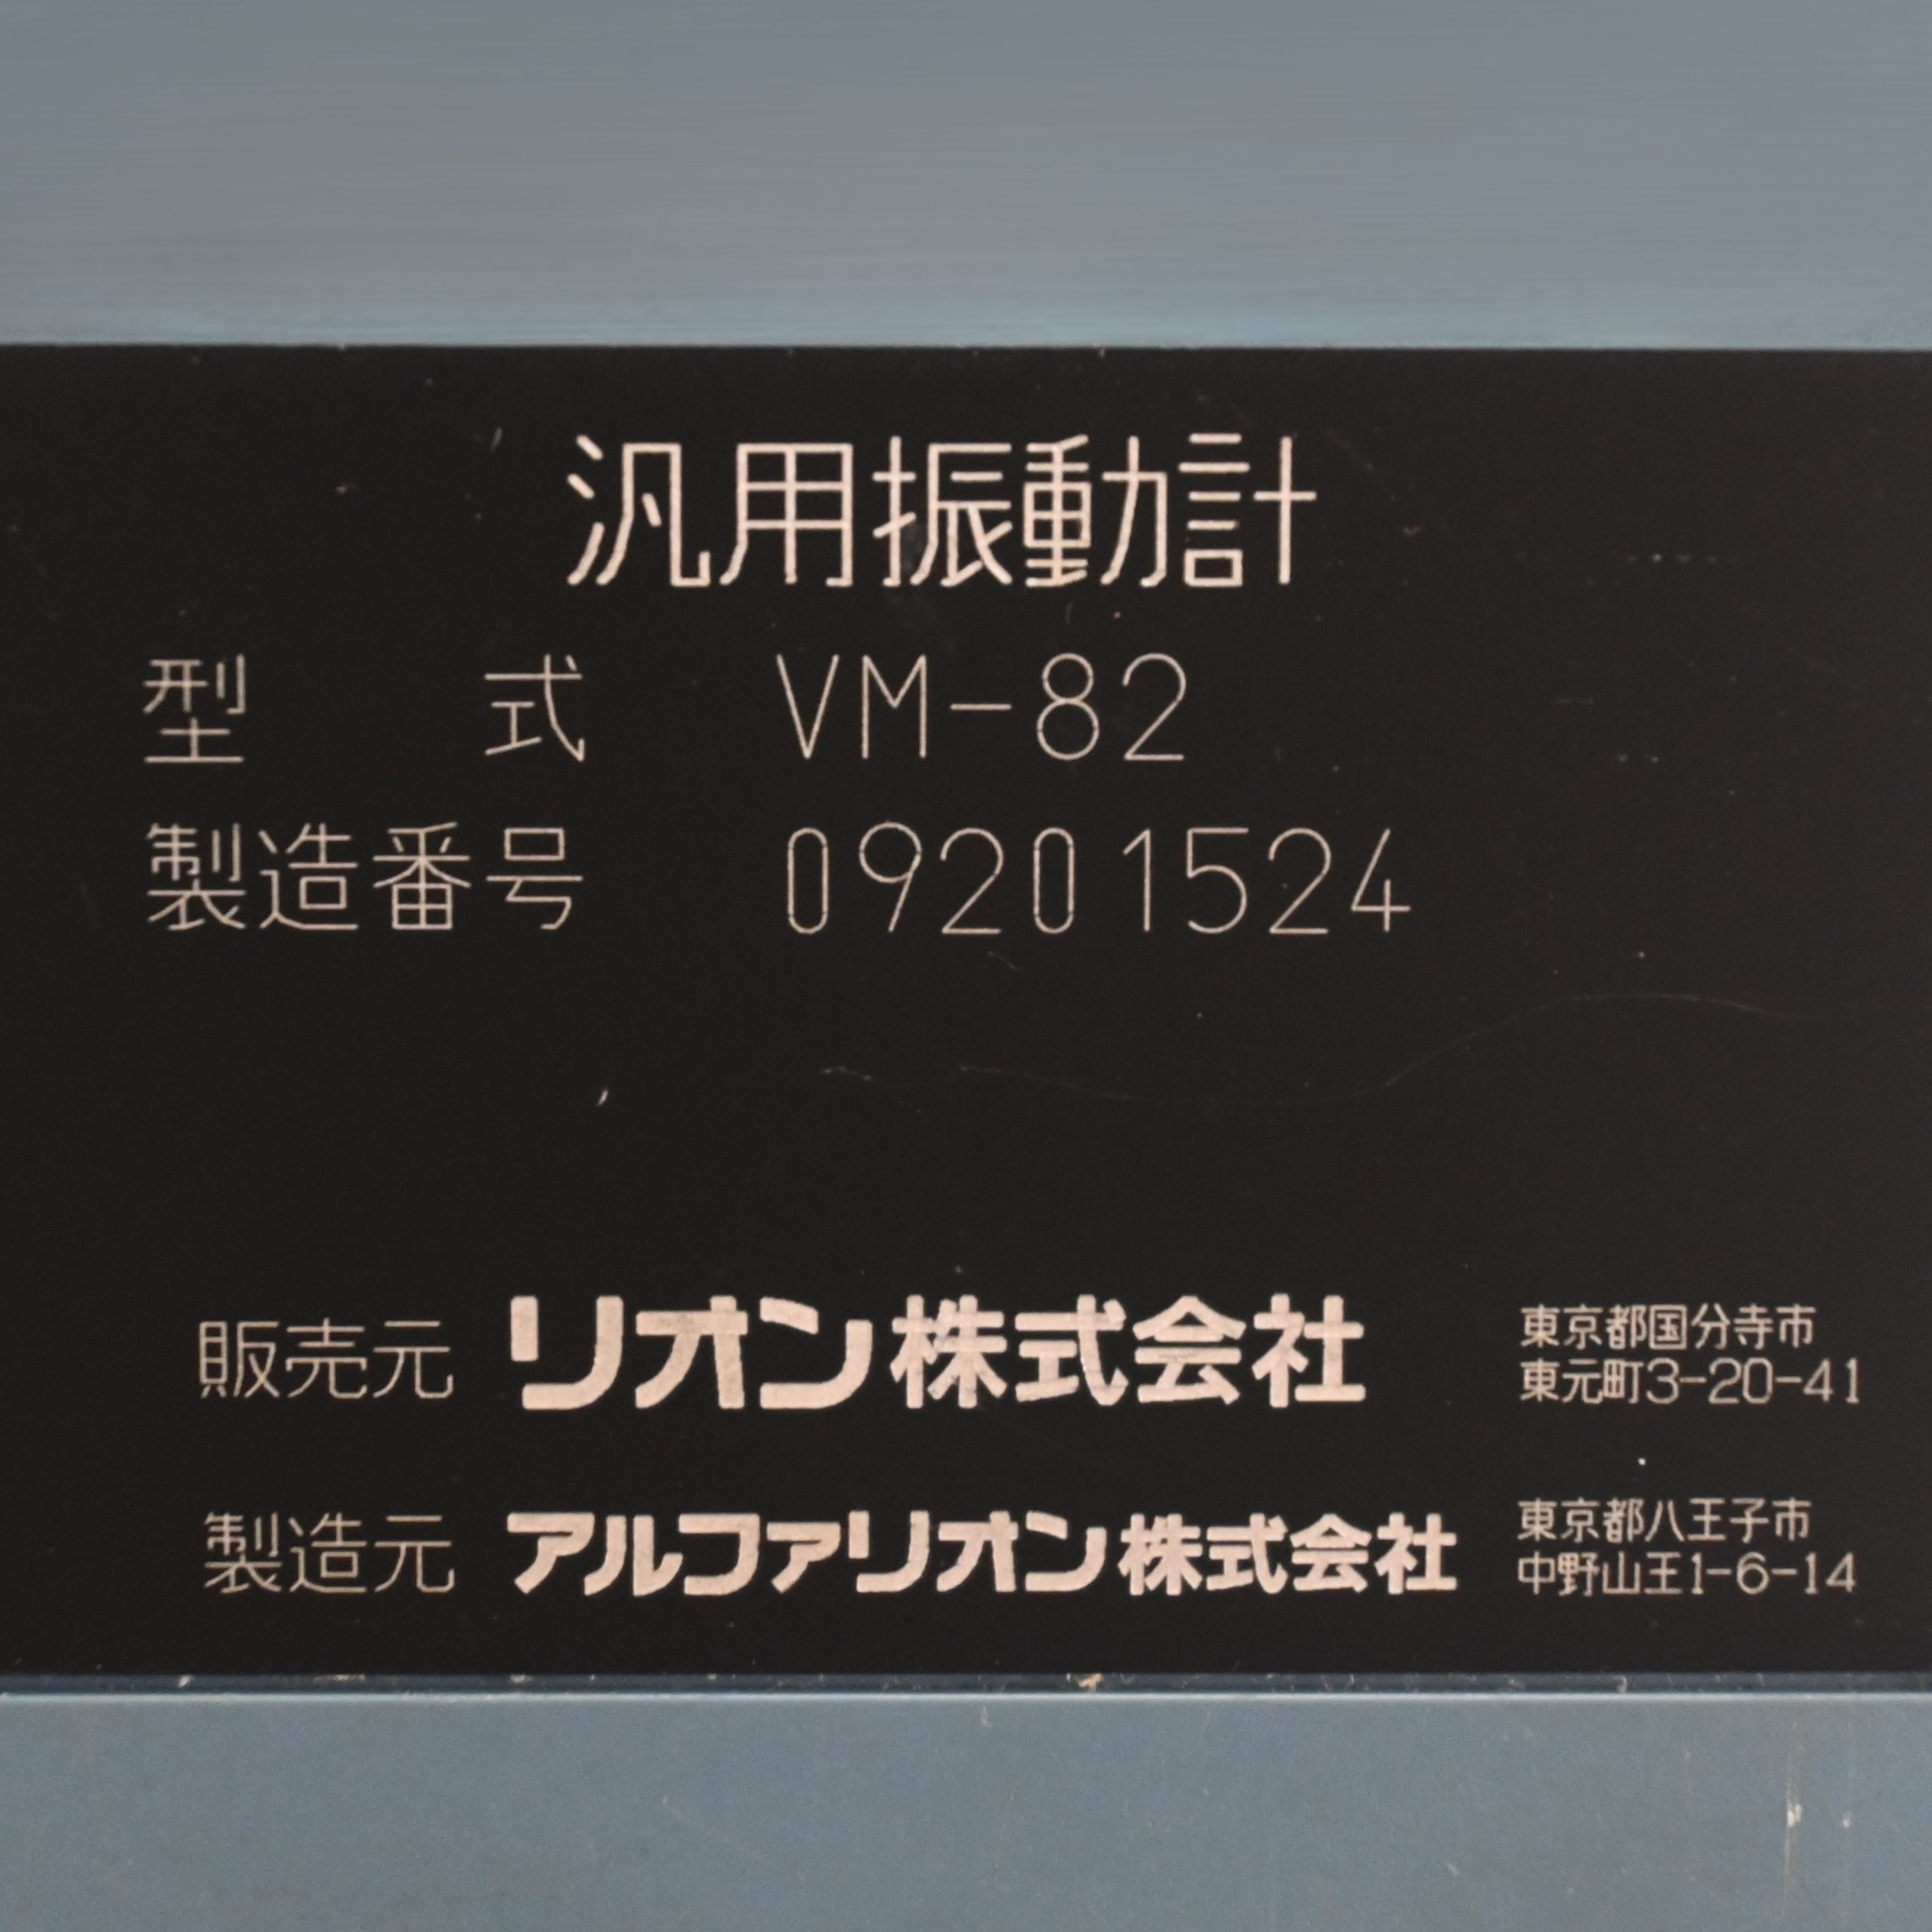 汎用振動計
型式 VM-82
製造番号 09201524
販売元 リオン株式会社 東京都国分寺市
東元町3-20-41
製造元 アルファリオン株式会社 東京都八王子市
中野山王1-6-14